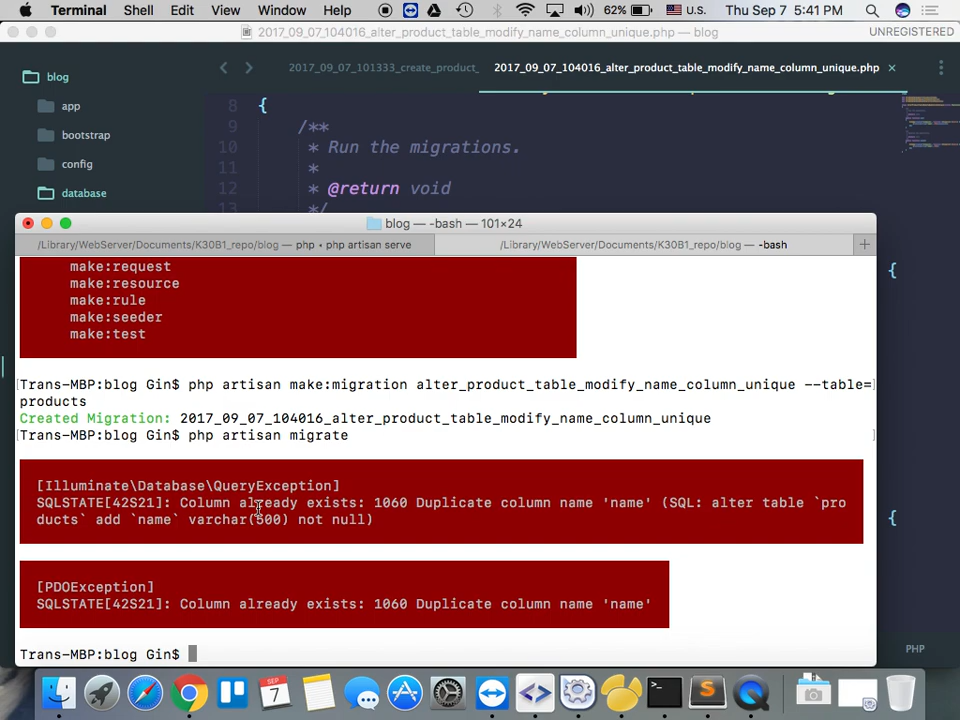 Terminal Shell Edit View Window Help 62% U.S. Thu Sep 7 5:41 PM
2017_09_07_104016_alter_product_table_modify_name_column_unique.php — blog UNREGISTERED
blog
2017_09_07_101333_create_product_
2017_09_07_104016_alter_product_table_modify_name_column_unique.php ×
app
bootstrap
config
database
8 {
9 /**
10 * Run the migrations.
11 *
12 * @return void
13 */
{
{
blog — -bash — 101×24
/Library/WebServer/Documents/K30B1_repo/blog — php • php artisan serve
/Library/WebServer/Documents/K30B1_repo/blog — -bash +
make:request
make:resource
make:rule
make:seeder
make:test
[Trans-MBP:blog Gin$ php artisan make:migration alter_product_table_modify_name_column_unique --table=]
products
Created Migration: 2017_09_07_104016_alter_product_table_modify_name_column_unique
[Trans-MBP:blog Gin$ php artisan migrate ]
[Illuminate\Database\QueryException]
SQLSTATE[42S21]: Column already exists: 1060 Duplicate column name 'name' (SQL: alter table `pro
ducts` add `name` varchar(500) not null)
[PDOException]
SQLSTATE[42S21]: Column already exists: 1060 Duplicate column name 'name'
Trans-MBP:blog Gin$
PHP
SEP
7